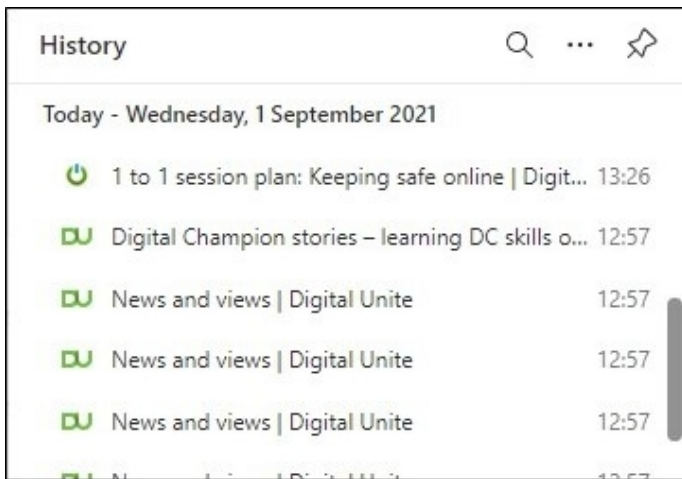 History
Today - Wednesday, 1 September 2021
1 to 1 session plan: Keeping safe online | Digit... 13:26
DU Digital Champion stories – learning DC skills o... 12:57
DU News and views | Digital Unite 12:57
DU News and views | Digital Unite 12:57
DU News and views | Digital Unite 12:57